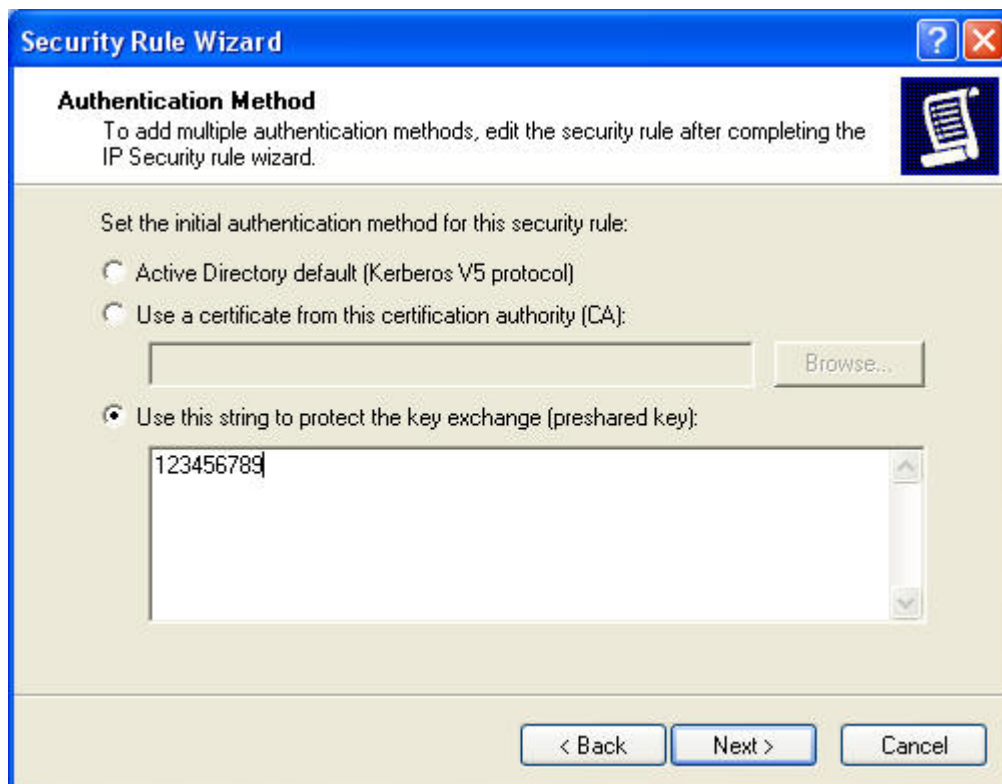 Security Rule Wizard
?
Authentication Method
To add multiple authentication methods, edit the security rule after completing the
IP Security rule wizard.
Set the initial authentication method for this security rule:
Active Directory default (Kerberos V5 protocol)
Use a certificate from this certification authority (CA):
Browse...
Use this string to protect the key exchange (preshared key):
123456789
< Back Next > Cancel